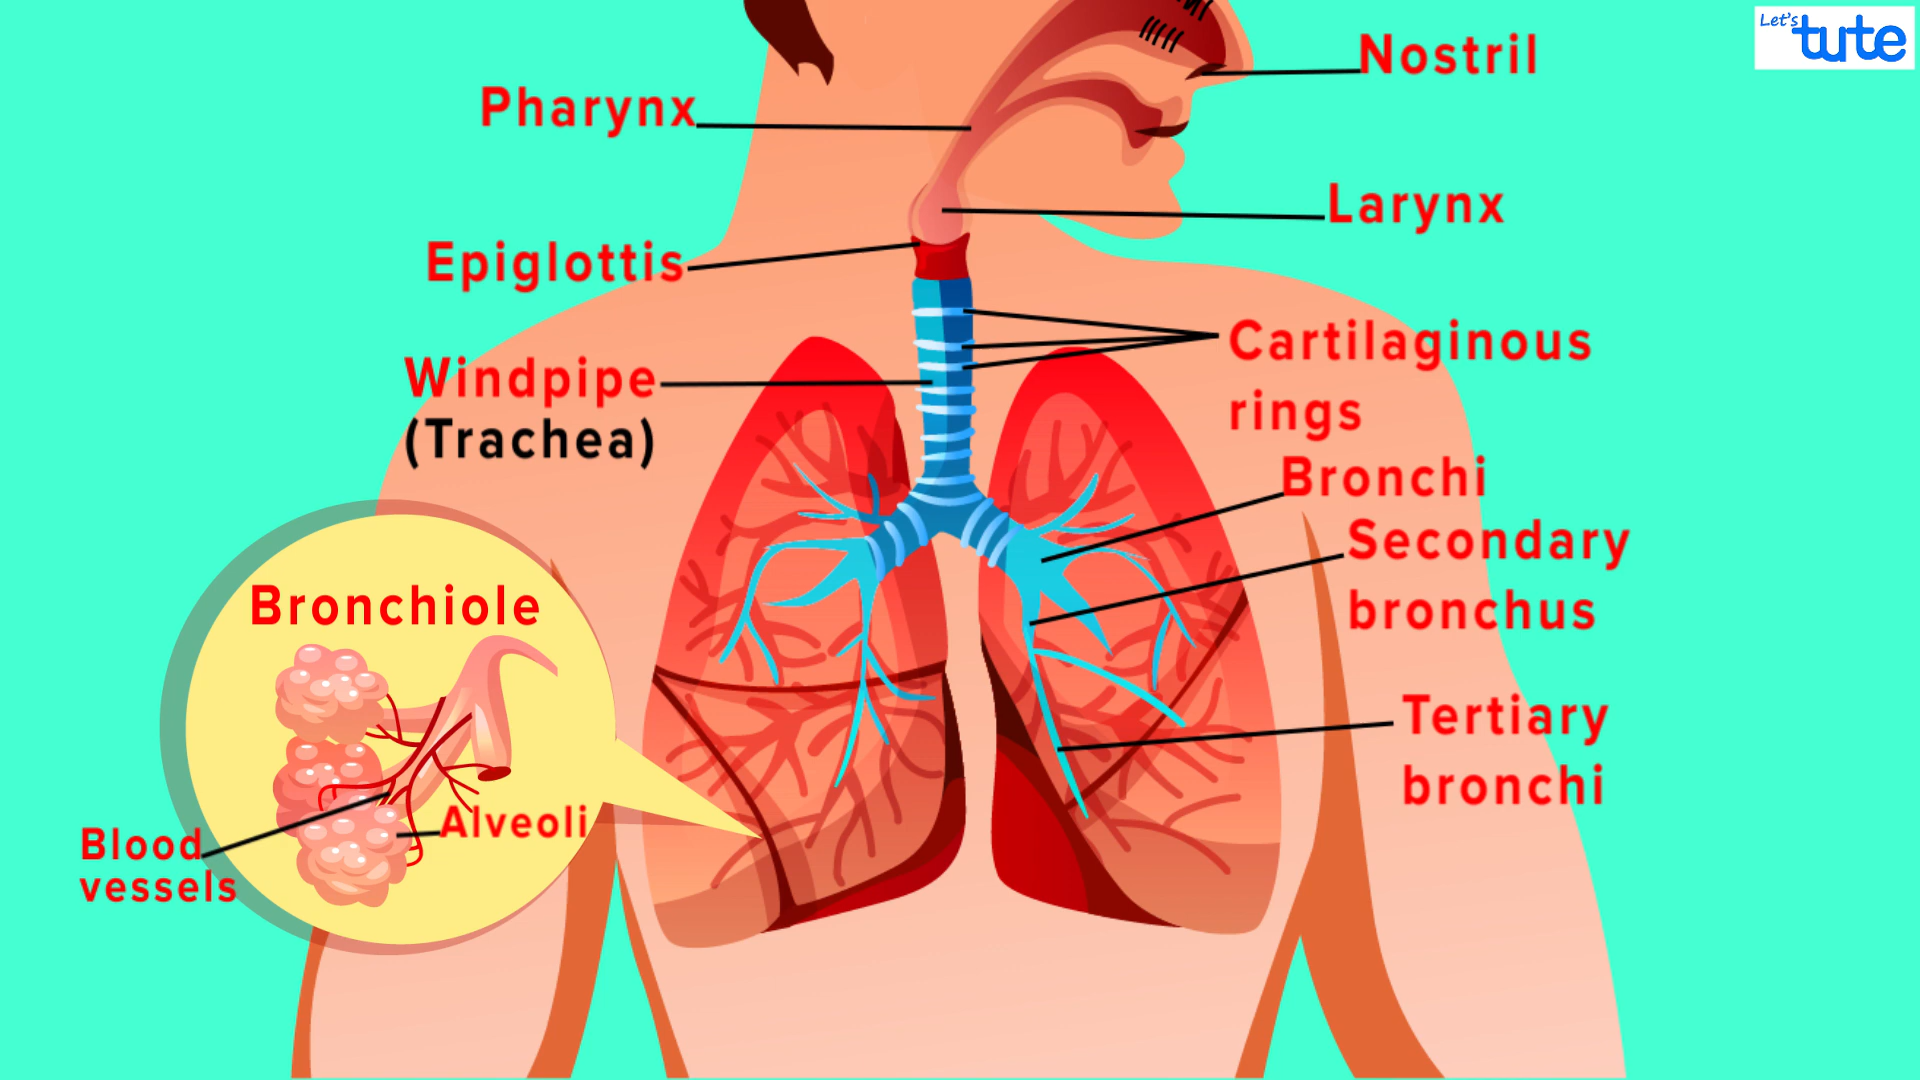 Let's
tute
Nostril
Pharynx
Larynx
Epiglottis
Cartilaginous
rings
Windpipe
(Trachea)
Bronchi
Secondary
bronchus
Bronchiole
Tertiary
bronchi
Alveoli
Blood
vessels